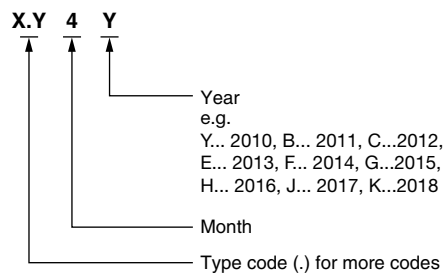 X.Y 4 Y
Year
e.g.
Y... 2010, B... 2011, C...2012,
E... 2013, F... 2014, G...2015,
H... 2016, J... 2017, K...2018
Month
Type code (.) for more codes